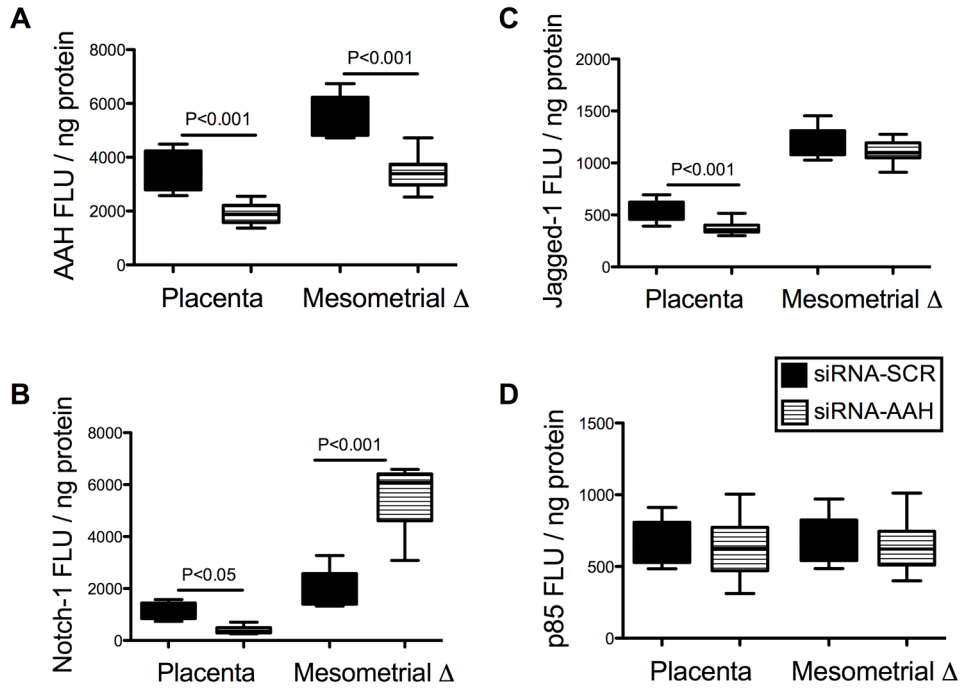 A
AAH FLU / ng protein
8000
6000
4000
2000
0
P<0.001
P<0.001
Placenta
Mesometrial Δ
C
Jagged-1 FLU / ng protein
2000
1500
1000
500
0
P<0.001
Placenta
Mesometrial Δ
B
Notch-1 FLU / ng protein
8000
6000
4000
2000
0
P<0.05
P<0.001
Placenta
Mesometrial Δ
siRNA-SCR
siRNA-AAH
D
p85 FLU / ng protein
1500
1000
500
0
Placenta
Mesometrial Δ